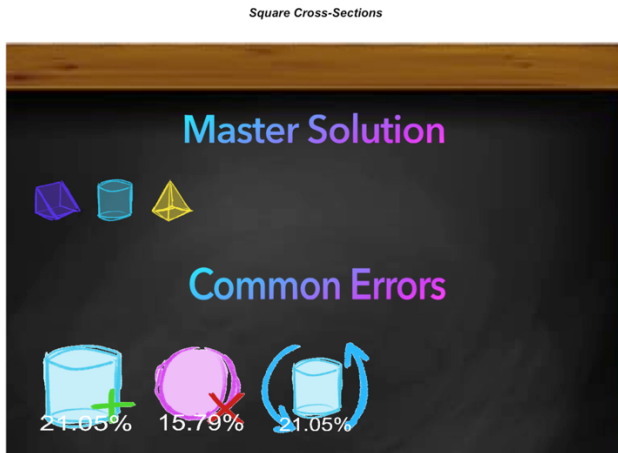 Square Cross-Sections
Master Solution
Common Errors
21.05% 15.79% 21.05%